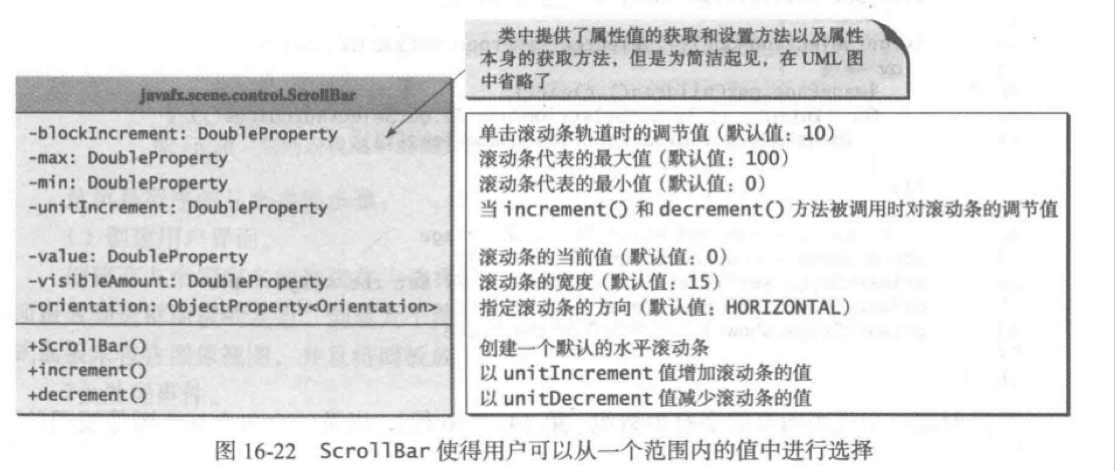 类中提供了属性值的获取和设置方法以及属性
本身的获取方法，但是为简洁起见，在 UML 图
中省略了
javafx.scene.control.ScrollBar
-blockIncrement: DoubleProperty
-max: DoubleProperty
-min: DoubleProperty
-unitIncrement: DoubleProperty
-value: DoubleProperty
-visibleAmount: DoubleProperty
-orientation: ObjectProperty<Orientation>
+ScrollBar()
+increment()
+decrement()
单击滚动条轨道时的调节值（默认值：10）
滚动条代表的最大值（默认值：100）
滚动条代表的最小值（默认值：0）
当 increment() 和 decrement() 方法被调用时对滚动条的调节值
滚动条的当前值（默认值：0）
滚动条的宽度（默认值：15）
指定滚动条的方向（默认值：HORIZONTAL）
创建一个默认的水平滚动条
以 unitIncrement 值增加滚动条的值
以 unitDecrement 值减少滚动条的值
图 16-22 ScrollBar 使得用户可以从一个范围内的值中进行选择